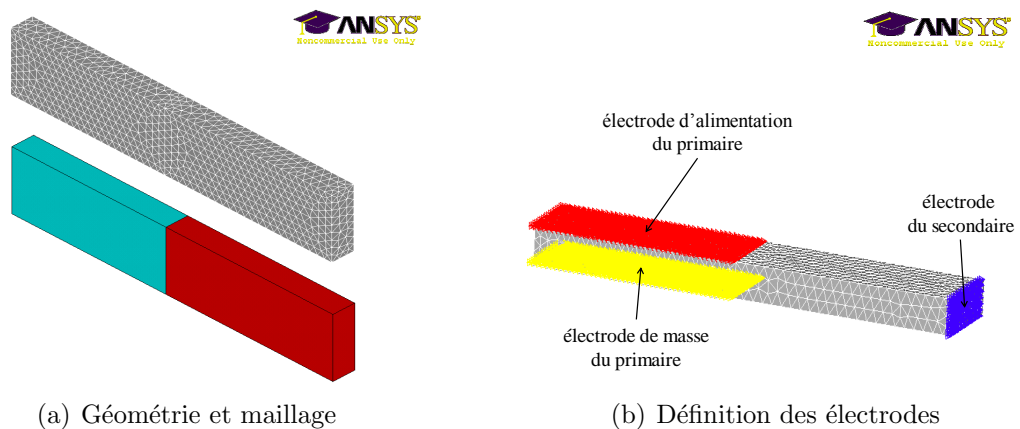 ANSYS
Noncommercial Use Only
ANSYS
Noncommercial Use Only
électrode d'alimentation
du primaire
électrode
du secondaire
électrode de masse
du primaire
(a) Géométrie et maillage
(b) Définition des électrodes